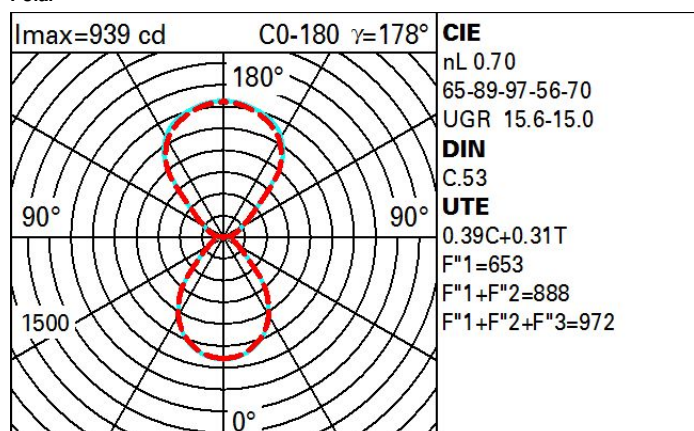 Imax=939 cd C0-180 γ=178°
180°
90° 90°
1500
0°
CIE
nL 0.70
65-89-97-56-70
UGR 15.6-15.0
DIN
C.53
UTE
0.39C+0.31T
F"1=653
F"1+F"2=888
F"1+F"2+F"3=972